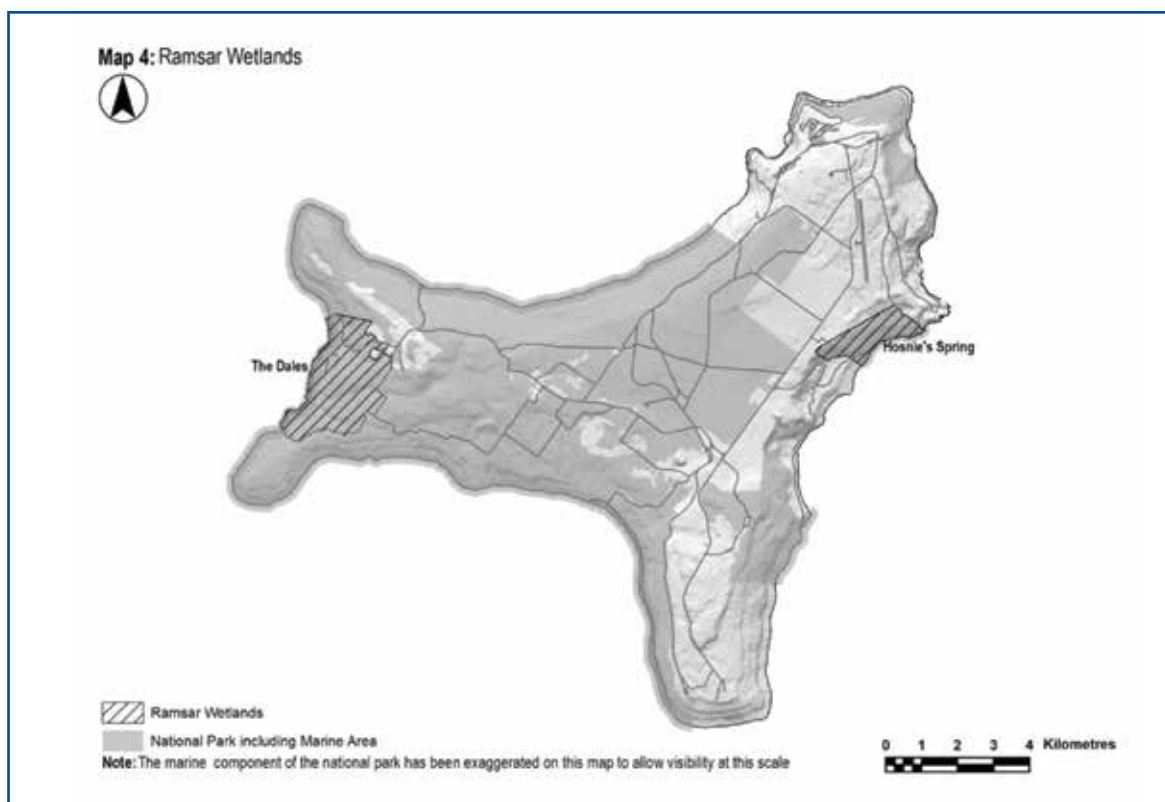 Map 4: Ramsar Wetlands
The Dales
Hosnie's Spring
Ramsar Wetlands
National Park including Marine Area
Note: The marine component of the national park has been exaggerated on this map to allow visibility at this scale
0 1 2 3 4 Kilometres